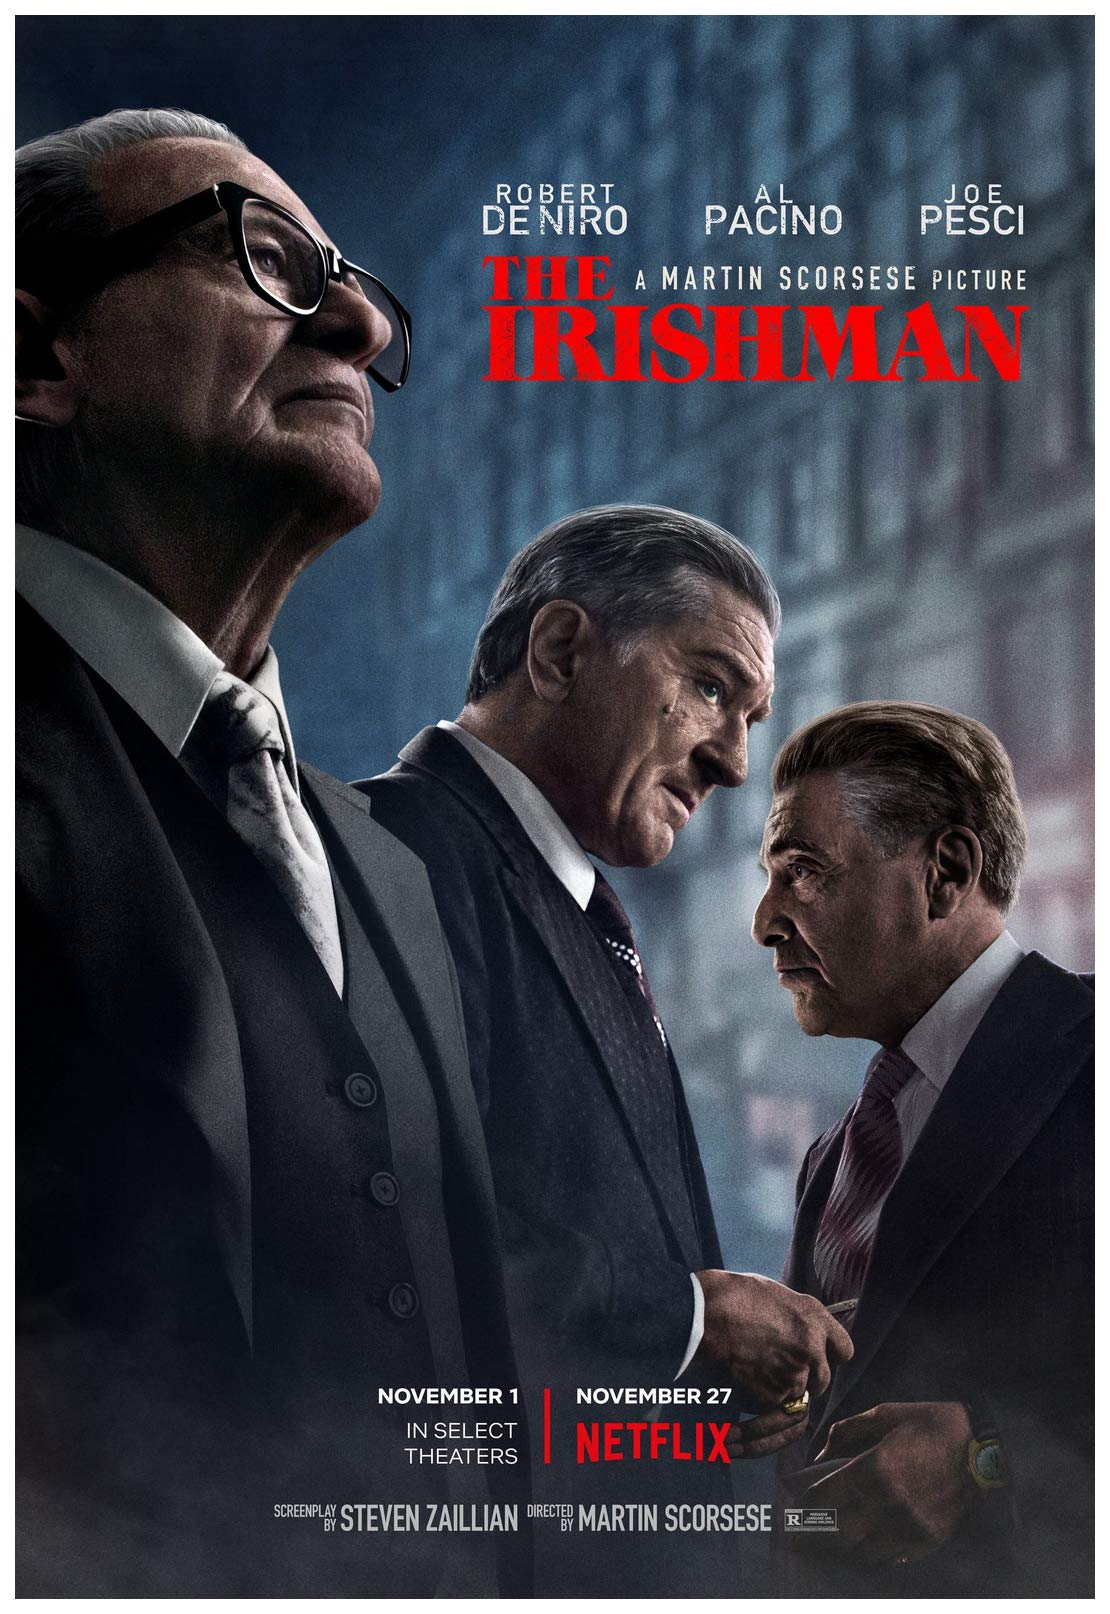 ROBERT DE NIRO
AL PACINO
JOE PESCI
THE
A MARTIN SCORSESE PICTURE
IRISHMAN
NOVEMBER 1
IN SELECT
THEATERS
NOVEMBER 27
NETFLIX
SCREENPLAY BY STEVEN ZAILLIAN DIRECTED BY MARTIN SCORSESE
R